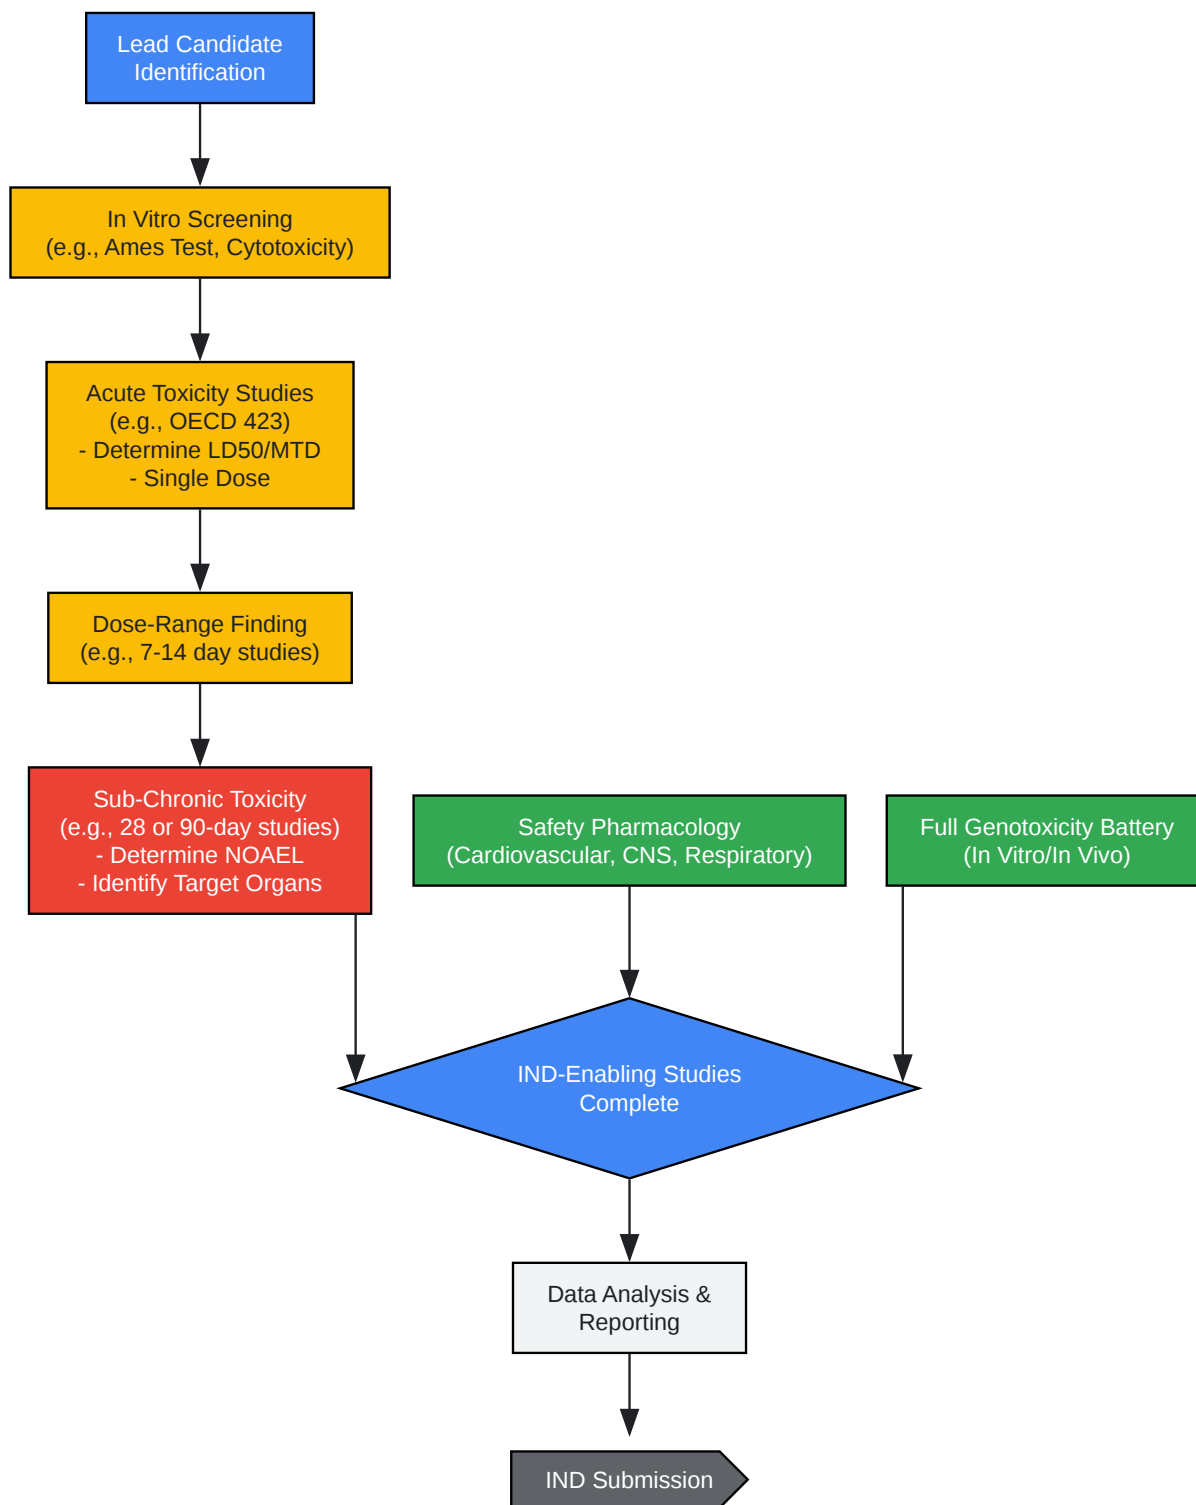 Lead Candidate
Identification
In Vitro Screening
(e.g., Ames Test, Cytotoxicity)
Acute Toxicity Studies
(e.g., OECD 423)
- Determine LD50/MTD
- Single Dose
Dose-Range Finding
(e.g., 7-14 day studies)
Sub-Chronic Toxicity
(e.g., 28 or 90-day studies)
- Determine NOAEL
- Identify Target Organs
Safety Pharmacology
(Cardiovascular, CNS, Respiratory)
Full Genotoxicity Battery
(In Vitro/In Vivo)
IND-Enabling Studies
Complete
Data Analysis &
Reporting
IND Submission